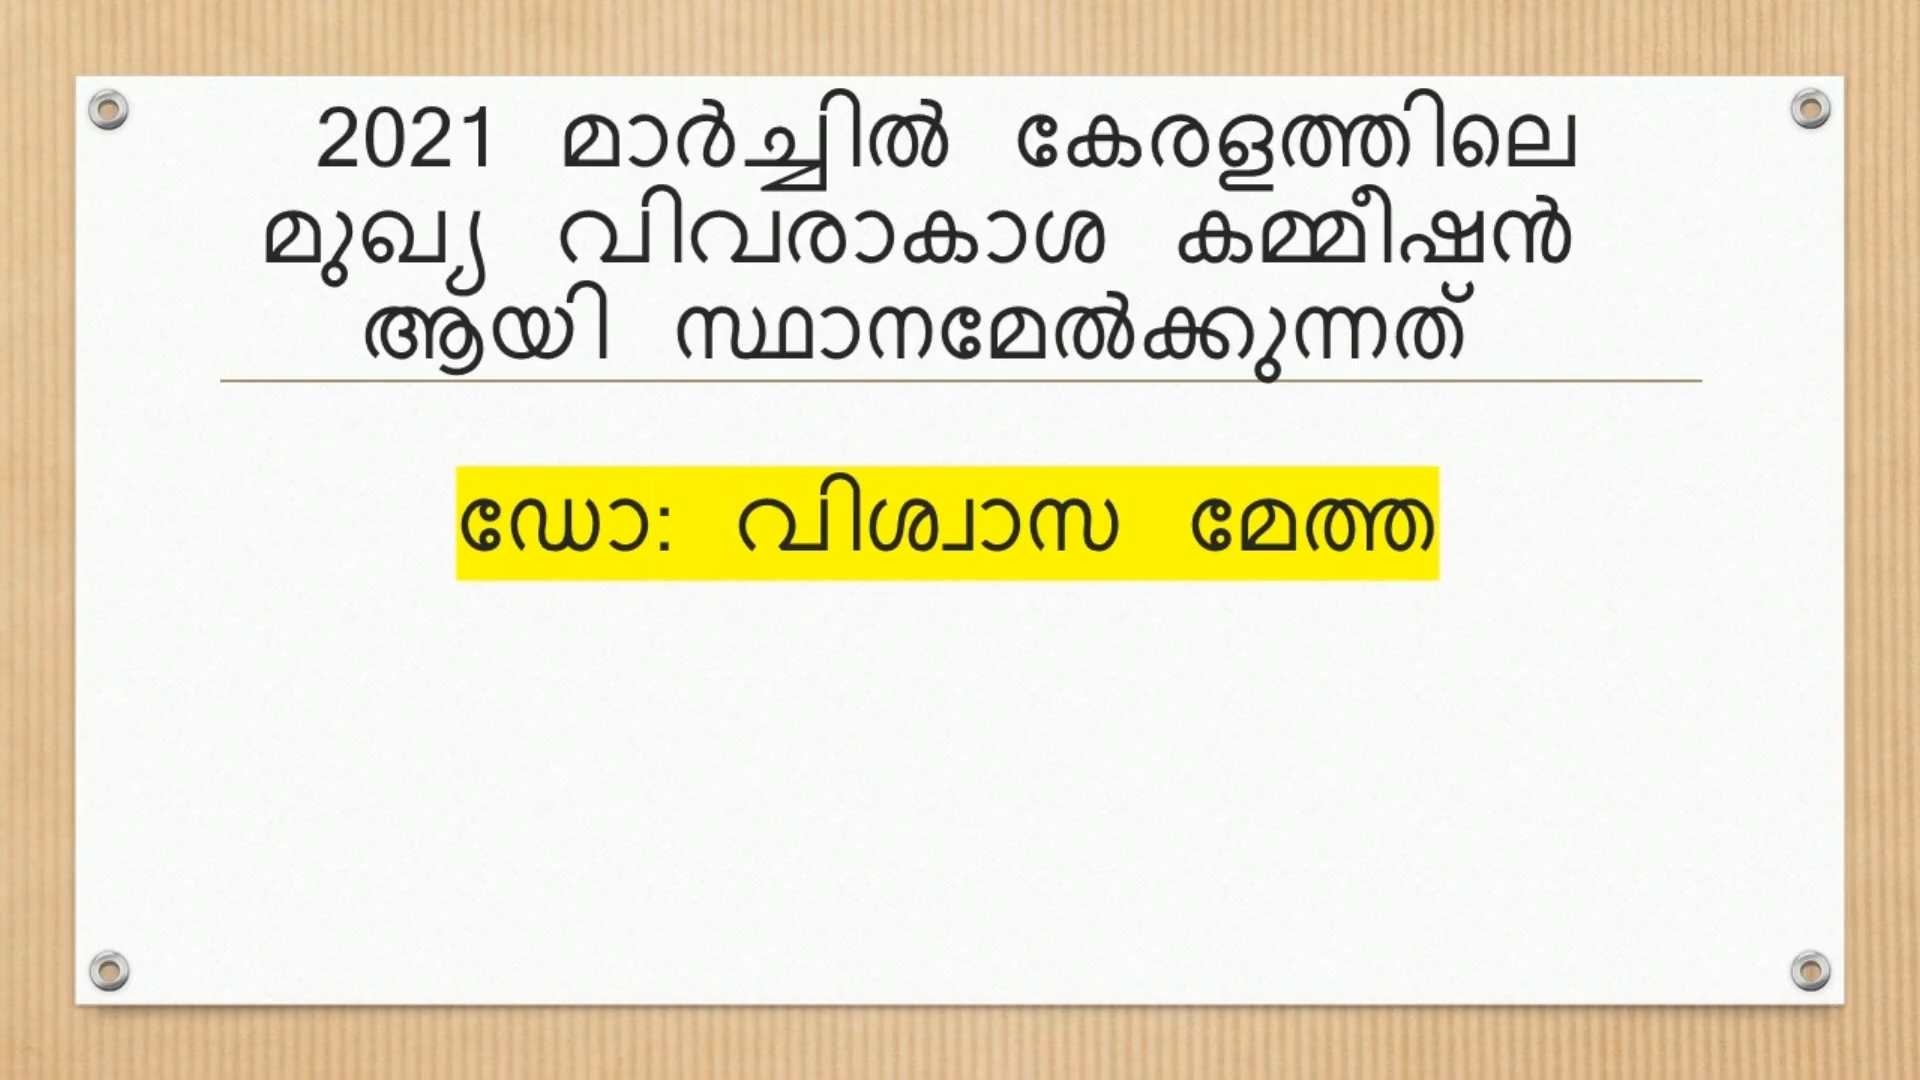 2021 മാർച്ചിൽ കേരളത്തിലെ
മുഖ്യ വിവരാകാശ കമ്മീഷൻ
ആയി സ്ഥാനമേൽക്കുന്നത്
ഡോ: വിശ്വാസ മേത്ത